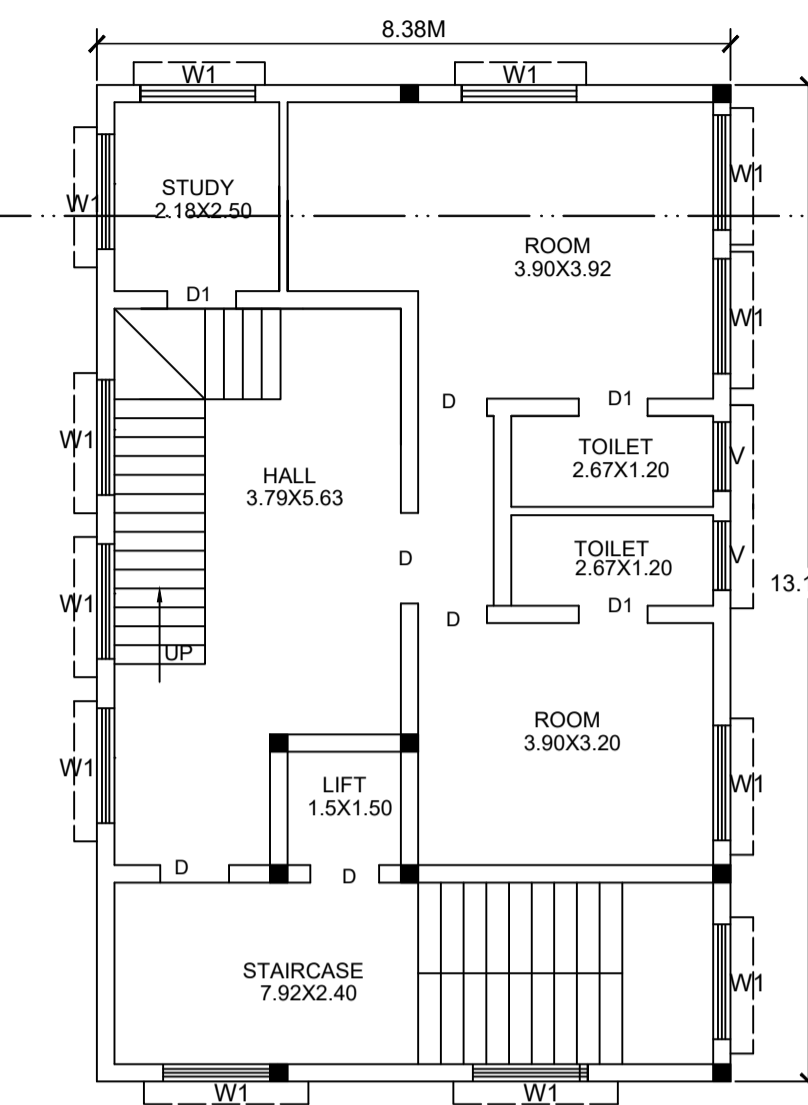 8.38M
W1
W1
STUDY
2.18X2.50
W1
W1
ROOM
3.90X3.92
D1
W1
D
D1
W1
HALL
3.79X5.63
TOILET
2.67X1.20
V
D
TOILET
2.67X1.20
V
13.1
W1
D
D1
UP
ROOM
3.90X3.20
W1
LIFT
1.5X1.50
W1
D
D
STAIRCASE
7.92X2.40
W1
W1
W1